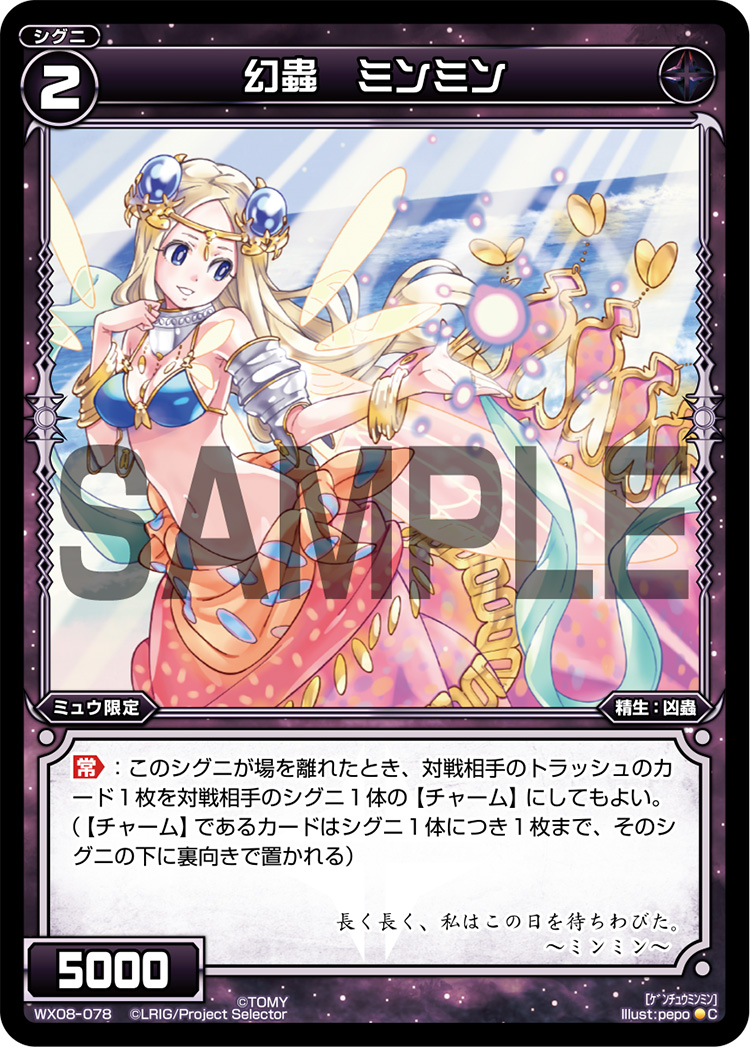 シグニ
2
幻蟲 ミンミン
SAMPLE
ミュウ限定
精生:凶蟲
常:このシグニが場を離れたとき、対戦相手のトラッシュのカ
ード1枚を対戦相手のシグニ1体の【チャーム】にしてもよい。
(【チャーム】であるカードはシグニ1体につき1枚まで、そのシ
グニの下に裏向きで置かれる)
長く長く、私はこの日を待ちわびた。
~ミンミン~
5000
©TOMY
[ゲンチュウミンミン]
WX08-078 ©LRIG/Project Selector
Illust:pepo C